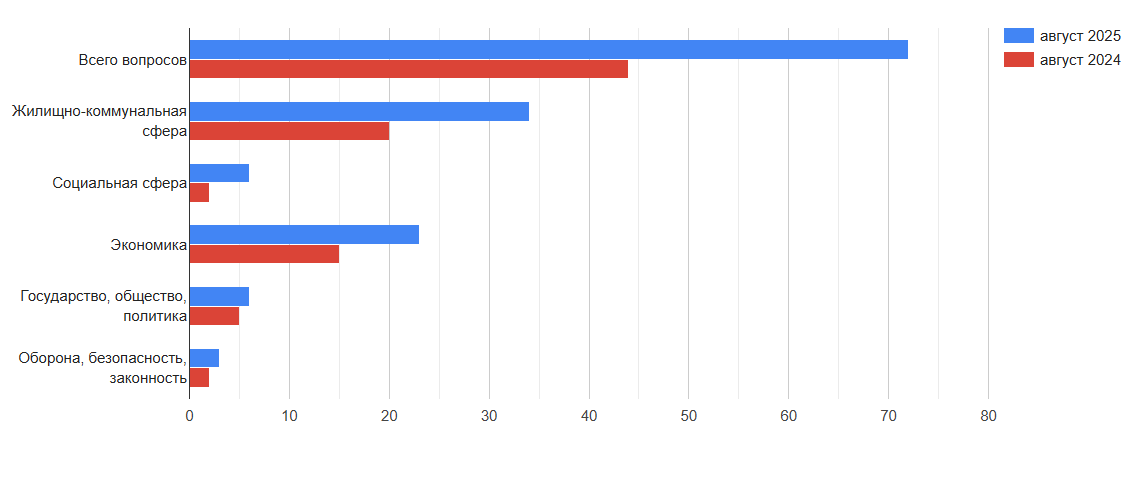 август 2025
август 2024
Всего вопросов
Жилищно-коммунальная
сфера
Социальная сфера
Экономика
Государство, общество,
политика
Оборона, безопасность,
законность
0 10 20 30 40 50 60 70 80